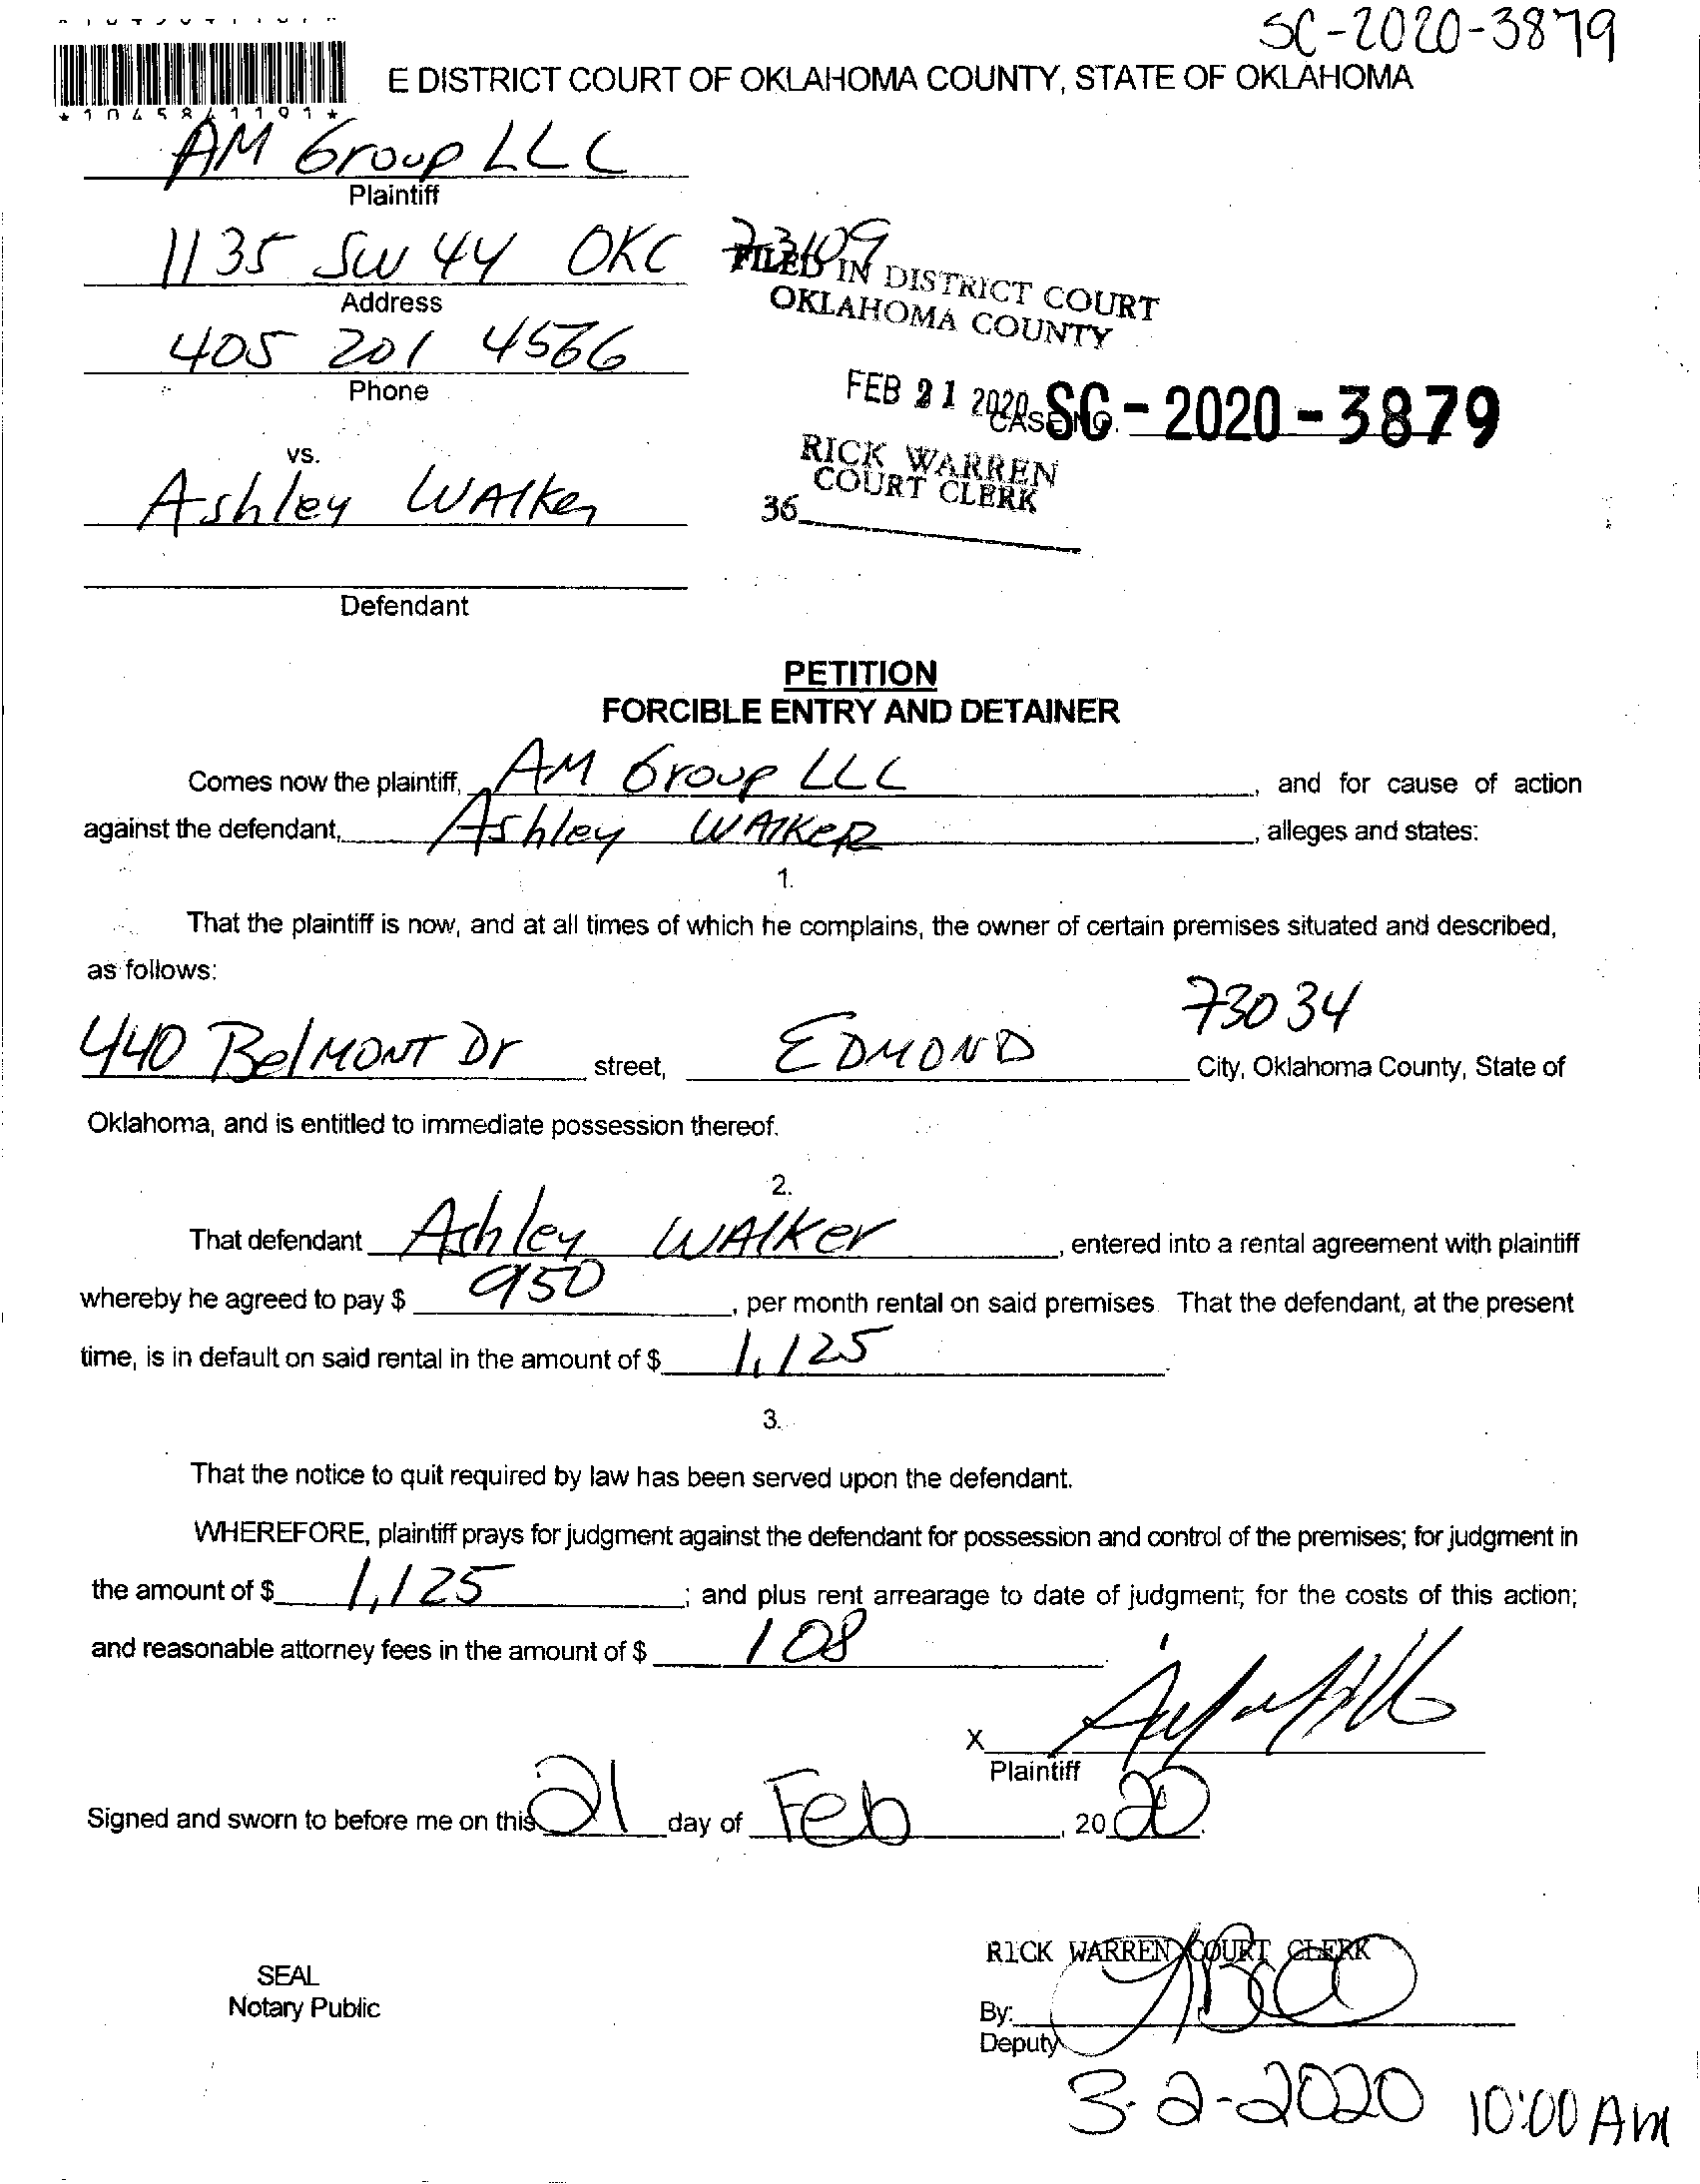 SC-2020-3879
E DISTRICT COURT OF OKLAHOMA COUNTY, STATE OF OKLAHOMA
*1045841191*
AM Group LLC
Plaintiff
1135 SW 44 OKC 73109
Address
FILED IN DISTRICT COURT
OKLAHOMA COUNTY
405 201 4566
Phone
FEB 21 2020
CASE NO. SC-2020-3879
RICK WARREN
COURT CLERK
36
vs.
Ashley Walker
Defendant
PETITION
FORCIBLE ENTRY AND DETAINER
Comes now the plaintiff, AM Group LLC, and for cause of action
against the defendant, Ashley WALKER, alleges and states:
1.
That the plaintiff is now, and at all times of which he complains, the owner of certain premises situated and described,
as follows:
73034
440 BelMONT Dr street, EDMOND City, Oklahoma County, State of
Oklahoma, and is entitled to immediate possession thereof.
2.
That defendant Ashley WAlker, entered into a rental agreement with plaintiff
whereby he agreed to pay $ 950, per month rental on said premises. That the defendant, at the present
time, is in default on said rental in the amount of $ 1,125.
3.
That the notice to quit required by law has been served upon the defendant.
WHEREFORE, plaintiff prays for judgment against the defendant for possession and control of the premises; for judgment in
the amount of $ 1,125; and plus rent arrearage to date of judgment; for the costs of this action;
and reasonable attorney fees in the amount of $ 108
X
Plaintiff
Signed and sworn to before me on this 21 day of Feb, 2020.
RICK WARREN COURT CLERK
SEAL
Notary Public
By:
Deputy
3-2-2020 10:00 AM